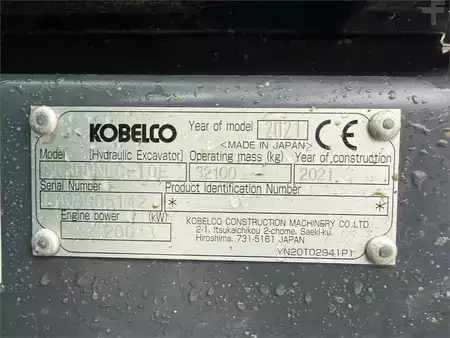 KOBELCO Year of model 2021 CE
<MADE IN JAPAN>
Model [Hydraulic Excavator] Operating mass (kg) Year of construction
32100 2021
Serial Number Product Identification Number
* *
Engine power (kW)
200
KOBELCO CONSTRUCTION MACHINERY CO.,LTD.
2-1, Itsukaichikou 2-chome, Saeki-ku,
Hiroshima, 731-5161 JAPAN
YN20T02941P1